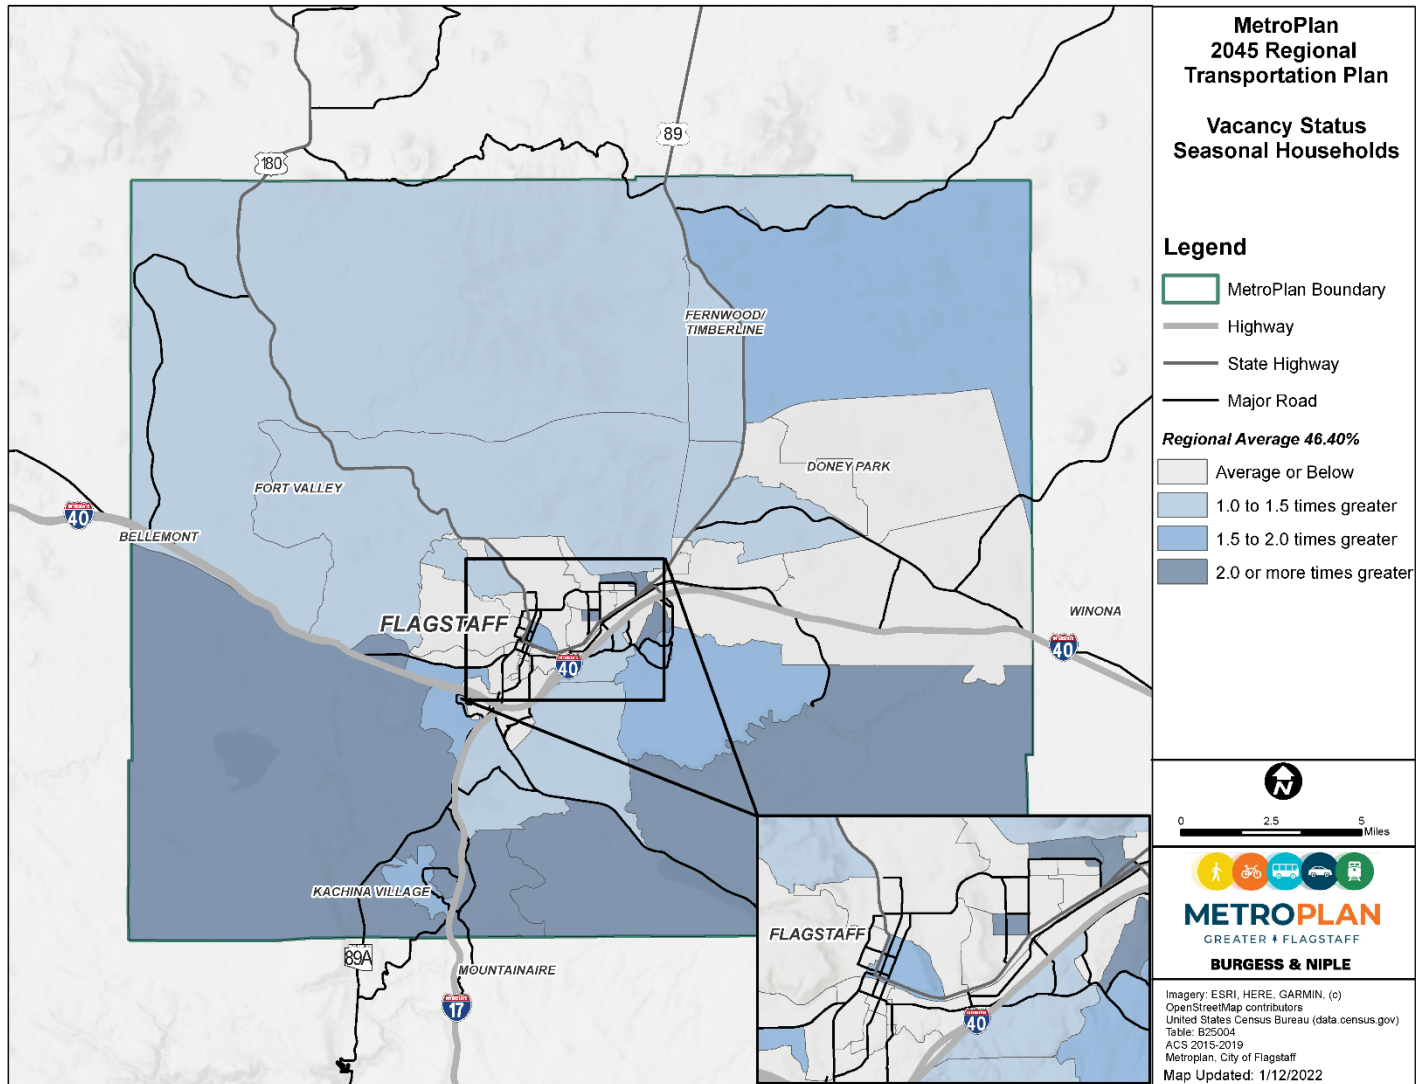 MetroPlan
2045 Regional
Transportation Plan
Vacancy Status
Seasonal Households
Legend
MetroPlan Boundary
Highway
State Highway
Major Road
Regional Average 46.40%
Average or Below
1.0 to 1.5 times greater
1.5 to 2.0 times greater
2.0 or more times greater
N
0 2.5 5
Miles
METROPLAN
GREATER FLAGSTAFF
BURGESS & NIPLE
Imagery: ESRI, HERE, GARMIN, (c)
OpenStreetMap contributors
United States Census Bureau (data.census.gov)
Table: B25004
ACS 2015-2019
Metroplan, City of Flagstaff
Map Updated: 1/12/2022
89
180
FERNWOOD/
TIMBERLINE
DONEY PARK
FORT VALLEY
INTERSTATE
40
BELLEMONT
WINONA
FLAGSTAFF
INTERSTATE
40
INTERSTATE
40
KACHINA VILLAGE
89A
MOUNTAINAIRE
INTERSTATE
17
FLAGSTAFF
INTERSTATE
40